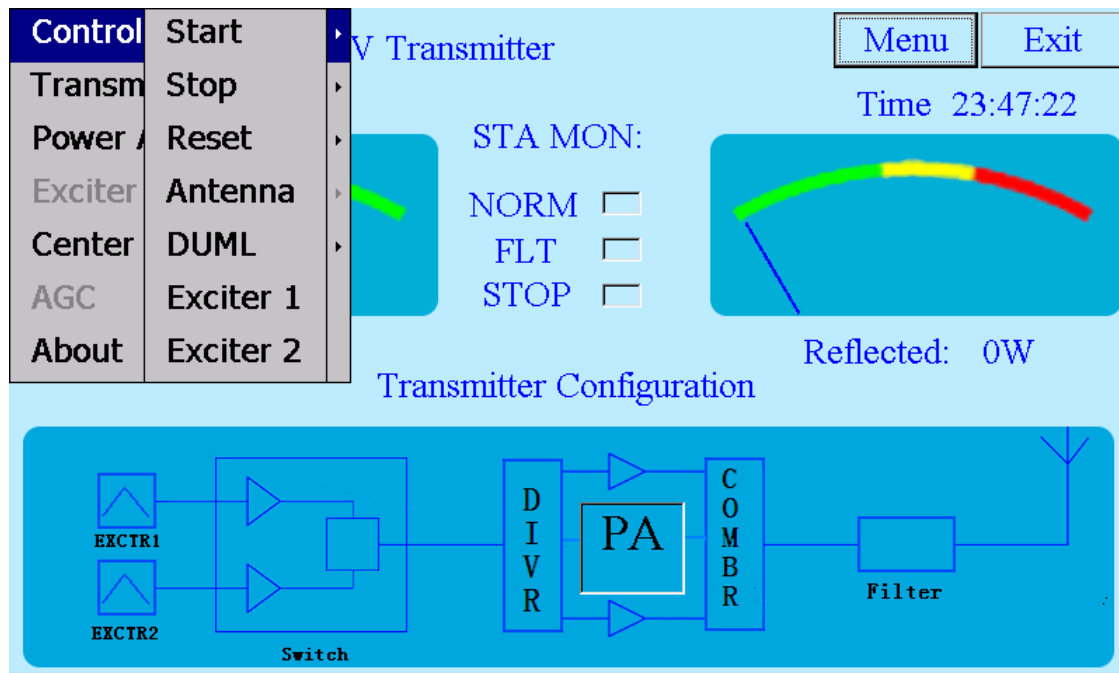 Control
Transm
Power
Exciter
Center
AGC
About
Start
Stop
Reset
Antenna
DUML
Exciter 1
Exciter 2
V Transmitter
Menu
Exit
Time 23:47:22
STA MON:
NORM
FLT
STOP
Reflected: 0W
Transmitter Configuration
EXCTR1
EXCTR2
Switch
DIVR
PA
COMBR
Filter